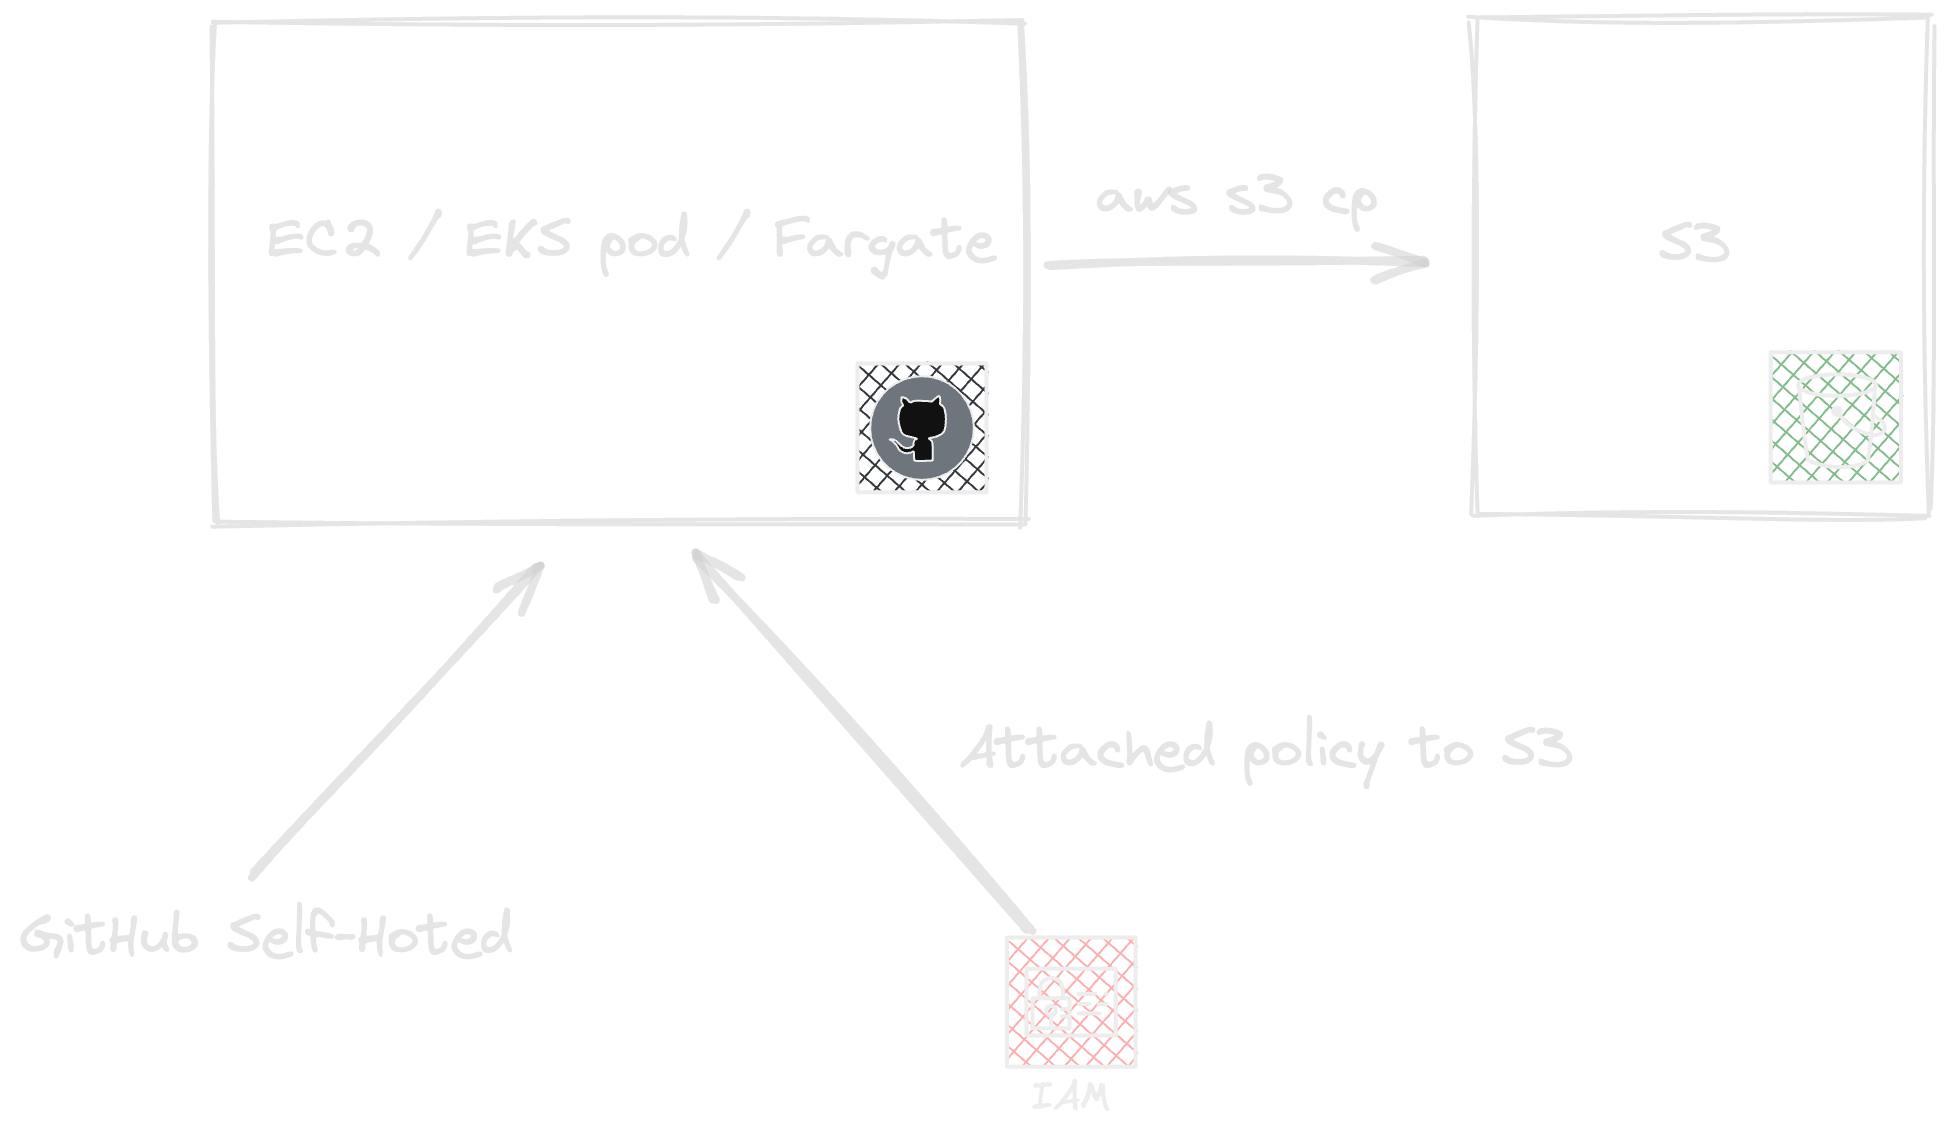 aws s3 cp
EC2 / EKS pod / Fargate
S3
Attached policy to S3
GitHub Self-Hoted
IAM